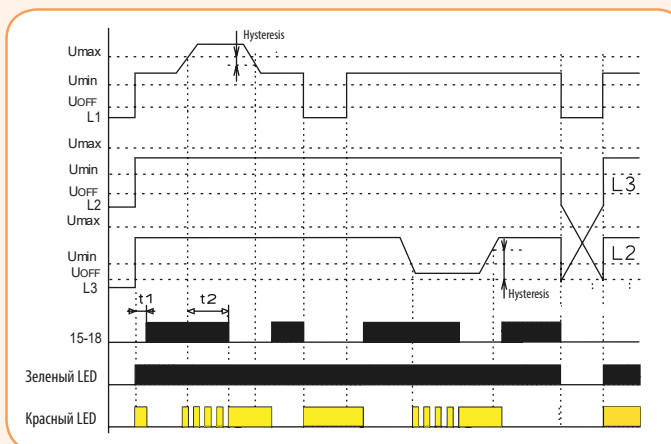 Hysteresis
Umax
Umin
UOFF
L1
Umax
Umin
UOFF
L3
L2
Umax
L2
Umin
UOFF
L3
Hysteresis
t1
t2
15-18
Зеленый LED
Красный LED